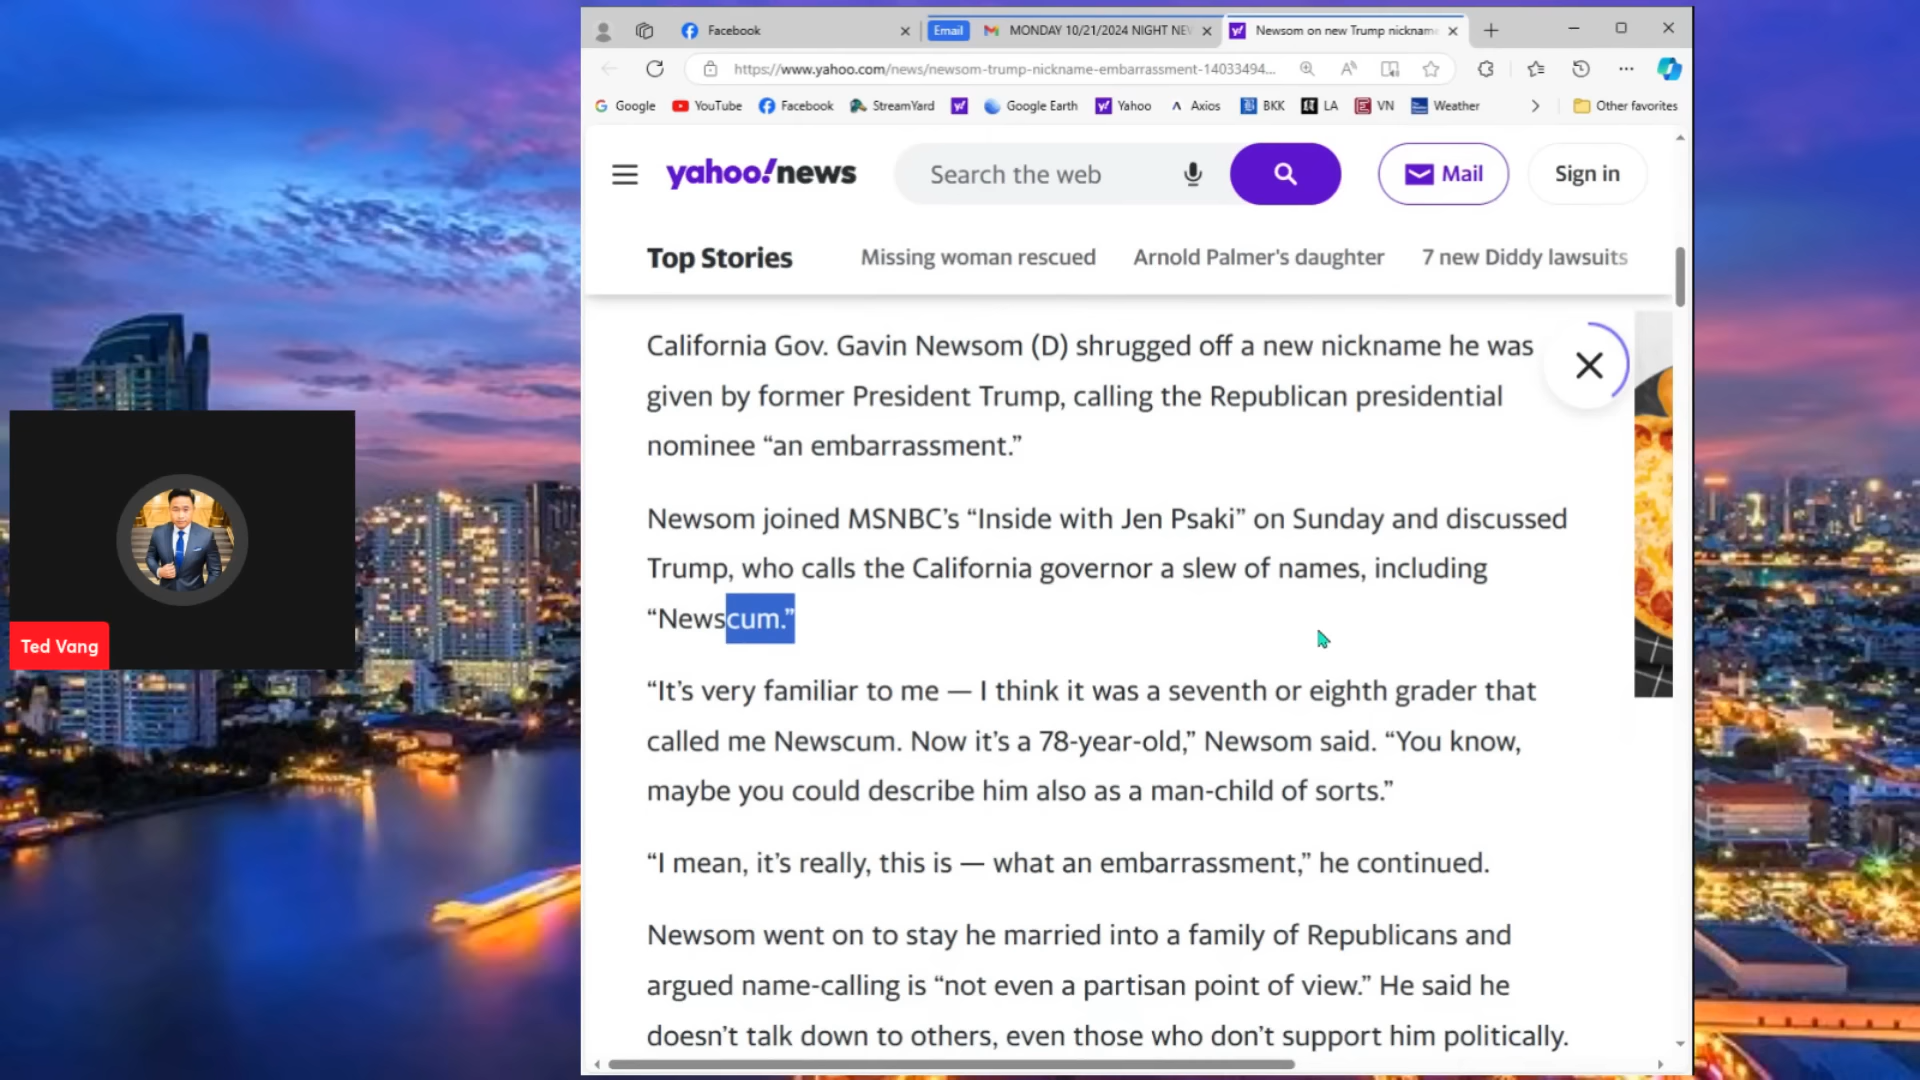 Facebook
Email
MONDAY 10/21/2024 NIGHT NE
Newsom on new Trump nickname
https://www.yahoo.com/news/newsom-trump-nickname-embarrassment-14033494...
Google
YouTube
Facebook
StreamYard
Google Earth
Yahoo
Axios
BKK
LA
VN
Weather
Other favorites
yahoo!news
Search the web
Mail
Sign in
Top Stories
Missing woman rescued
Arnold Palmer's daughter
7 new Diddy lawsuits
California Gov. Gavin Newsom (D) shrugged off a new nickname he was
given by former President Trump, calling the Republican presidential
nominee “an embarrassment.”
Newsom joined MSNBC’s “Inside with Jen Psaki” on Sunday and discussed
Trump, who calls the California governor a slew of names, including
“Newscum.”
“It’s very familiar to me — I think it was a seventh or eighth grader that
called me Newscum. Now it’s a 78-year-old,” Newsom said. “You know,
maybe you could describe him also as a man-child of sorts.”
“I mean, it’s really, this is — what an embarrassment,” he continued.
Newsom went on to stay he married into a family of Republicans and
argued name-calling is “not even a partisan point of view.” He said he
doesn’t talk down to others, even those who don’t support him politically.
Ted Vang